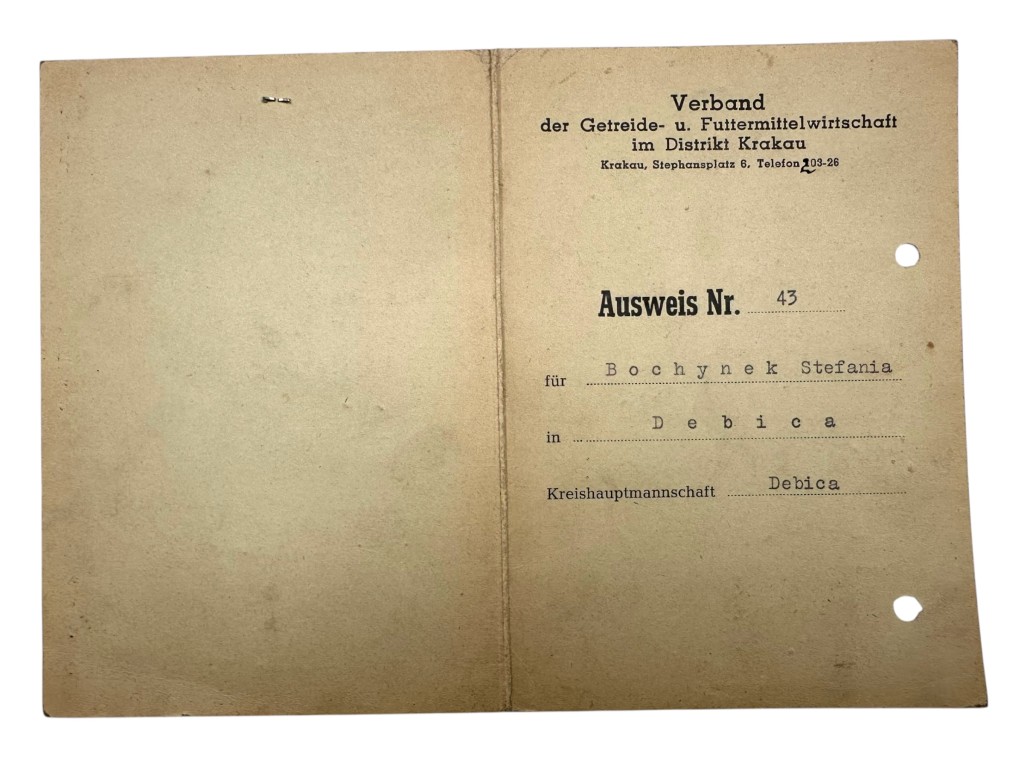 Verband
der Getreide- u. Futtermittelwirtschaft
im Distrikt Krakau
Krakau, Stephansplatz 6, Telefon 203-26
Ausweis Nr. 43
für Bochynek Stefania
in Debica
Kreishauptmannschaft Debica